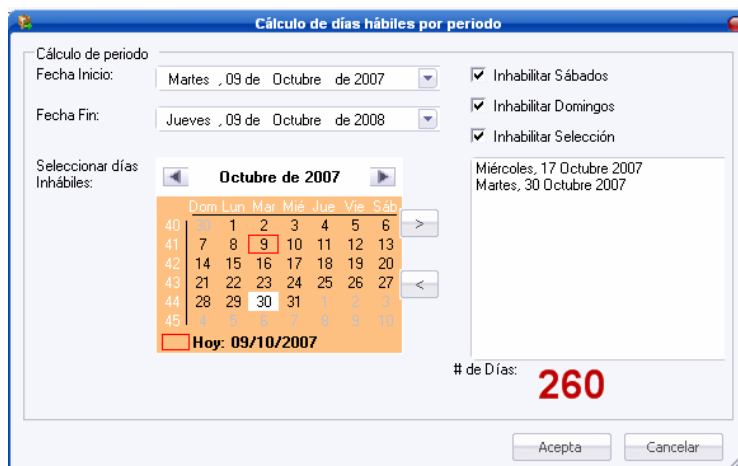 Cálculo de días hábiles por periodo
Cálculo de periodo
Fecha Inicio:
Martes , 09 de Octubre de 2007
Fecha Fin:
Jueves , 09 de Octubre de 2008
Inhabilitar Sábados
Inhabilitar Domingos
Inhabilitar Selección
Seleccionar días
Inhábiles:
Octubre de 2007
Dom Lun Mar Mié Jue Vie Sáb
40 30 1 2 3 4 5 6
41 7 8 9 10 11 12 13
42 14 15 16 17 18 19 20
43 21 22 23 24 25 26 27
44 28 29 30 31 1 2 3
45 4 5 6 7 8 9 10
Hoy: 09/10/2007
>
<
Miércoles, 17 Octubre 2007
Martes, 30 Octubre 2007
# de Días:
260
Acepta
Cancelar